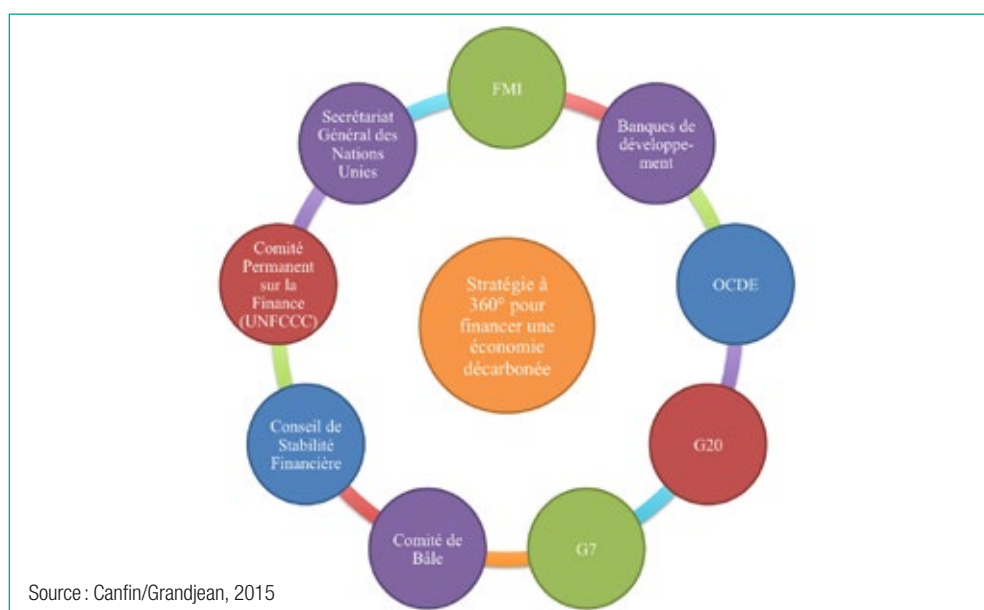 FMI
Banques de
développe-
ment
OCDE
G20
G7
Comité de
Bâle
Conseil de
Stabilité
Financière
Comité
Permanent
sur la
Finance
(UNFCCC)
Secrétariat
Général des
Nations
Unies
Stratégie à
360° pour
financer une
économie
décarbonée
Source : Canfin/Grandjean, 2015